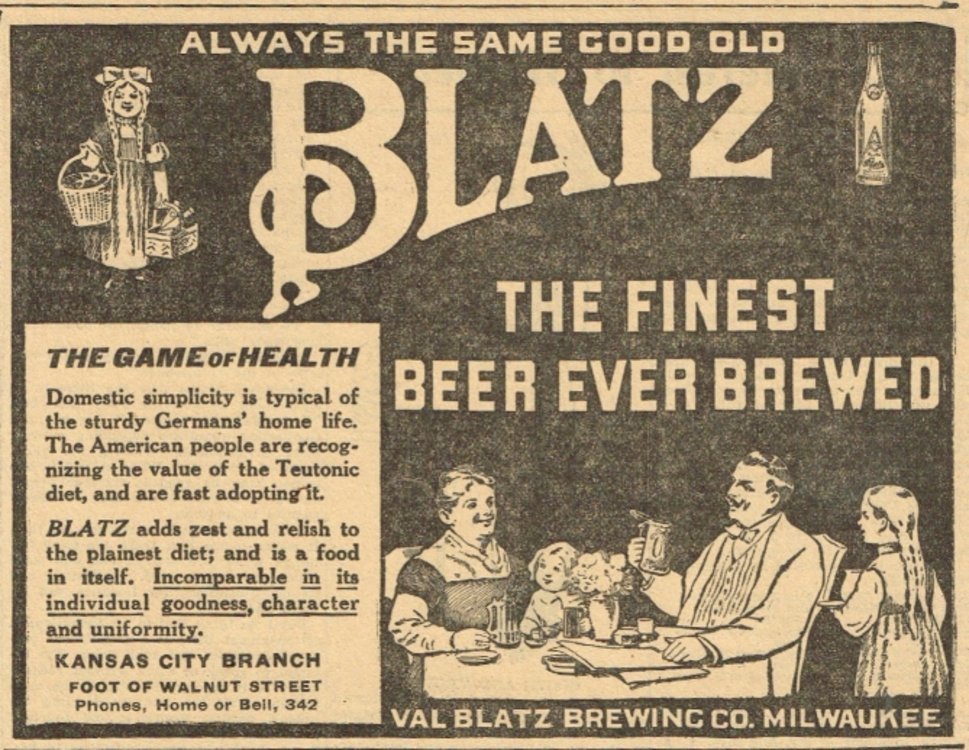 ALWAYS THE SAME GOOD OLD
BLATZ
THE FINEST
BEER EVER BREWED
THE GAME OF HEALTH
Domestic simplicity is typical of
the sturdy Germans' home life.
The American people are recog-
nizing the value of the Teutonic
diet, and are fast adopting it.
BLATZ adds zest and relish to
the plainest diet; and is a food
in itself. Incomparable in its
individual goodness, character
and uniformity.
KANSAS CITY BRANCH
FOOT OF WALNUT STREET
Phones, Home or Bell, 342
VAL BLATZ BREWING CO. MILWAUKEE